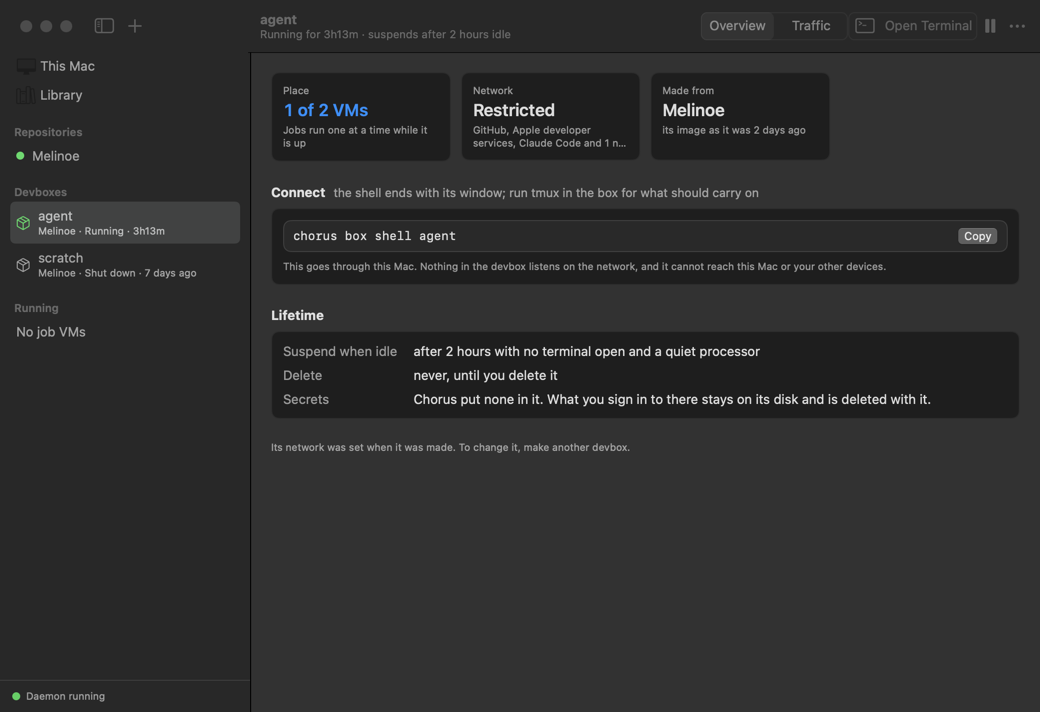 agent
Running for 3h13m · suspends after 2 hours idle
Overview
Traffic
Open Terminal
This Mac
Library
Repositories
Melinoe
Devboxes
agent
Melinoe · Running · 3h13m
scratch
Melinoe · Shut down · 7 days ago
Running
No job VMs
Daemon running
Place
1 of 2 VMs
Jobs run one at a time while it
is up
Network
Restricted
GitHub, Apple developer
services, Claude Code and 1 n...
Made from
Melinoe
its image as it was 2 days ago
Connect the shell ends with its window; run tmux in the box for what should carry on
chorus box shell agent
Copy
This goes through this Mac. Nothing in the devbox listens on the network, and it cannot reach this Mac or your other devices.
Lifetime
Suspend when idle after 2 hours with no terminal open and a quiet processor
Delete never, until you delete it
Secrets Chorus put none in it. What you sign in to there stays on its disk and is deleted with it.
Its network was set when it was made. To change it, make another devbox.